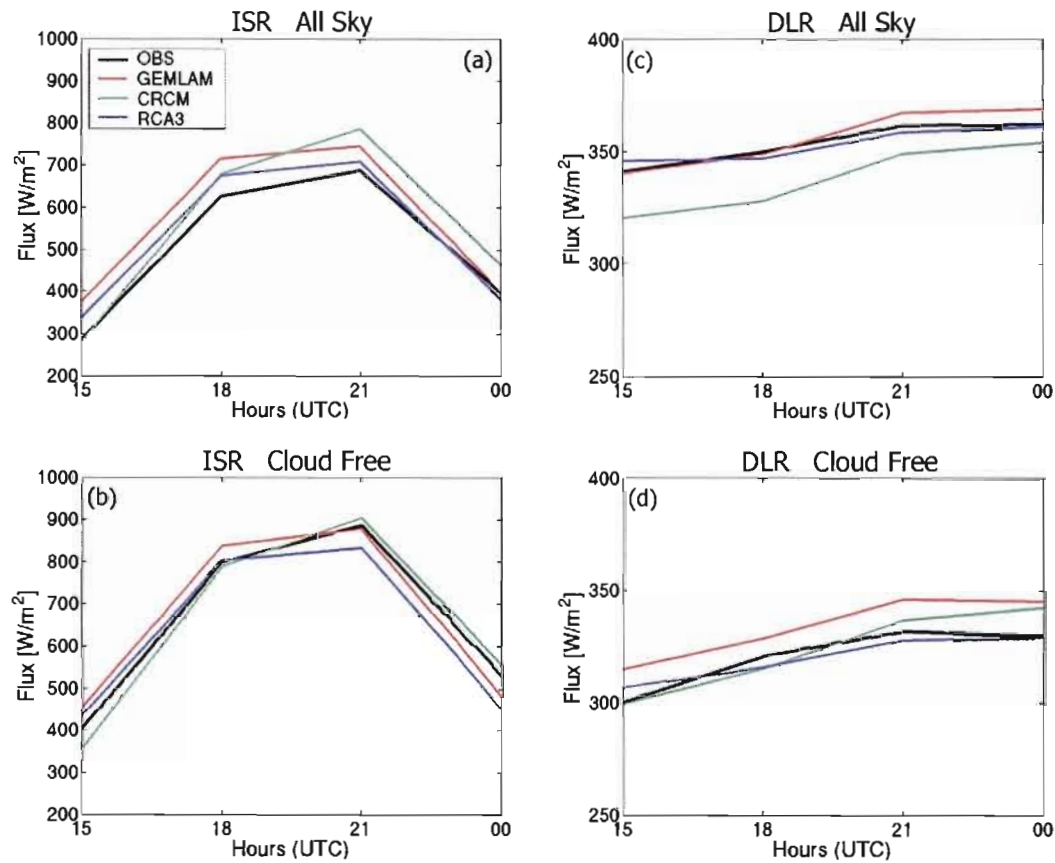 ISR All Sky
(a)
OBS
GEMLAM
CRCM
RCA3
Flux [W/m²]
1000
900
800
700
600
500
400
300
200
15 18 21 00
Hours (UTC)
DLR All Sky
(c)
Flux [W/m²]
400
350
300
250
15 18 21 00
Hours (UTC)
ISR Cloud Free
(b)
Flux [W/m²]
1000
900
800
700
600
500
400
300
200
15 18 21 00
Hours (UTC)
DLR Cloud Free
(d)
Flux [W/m²]
400
350
300
250
15 18 21 00
Hours (UTC)